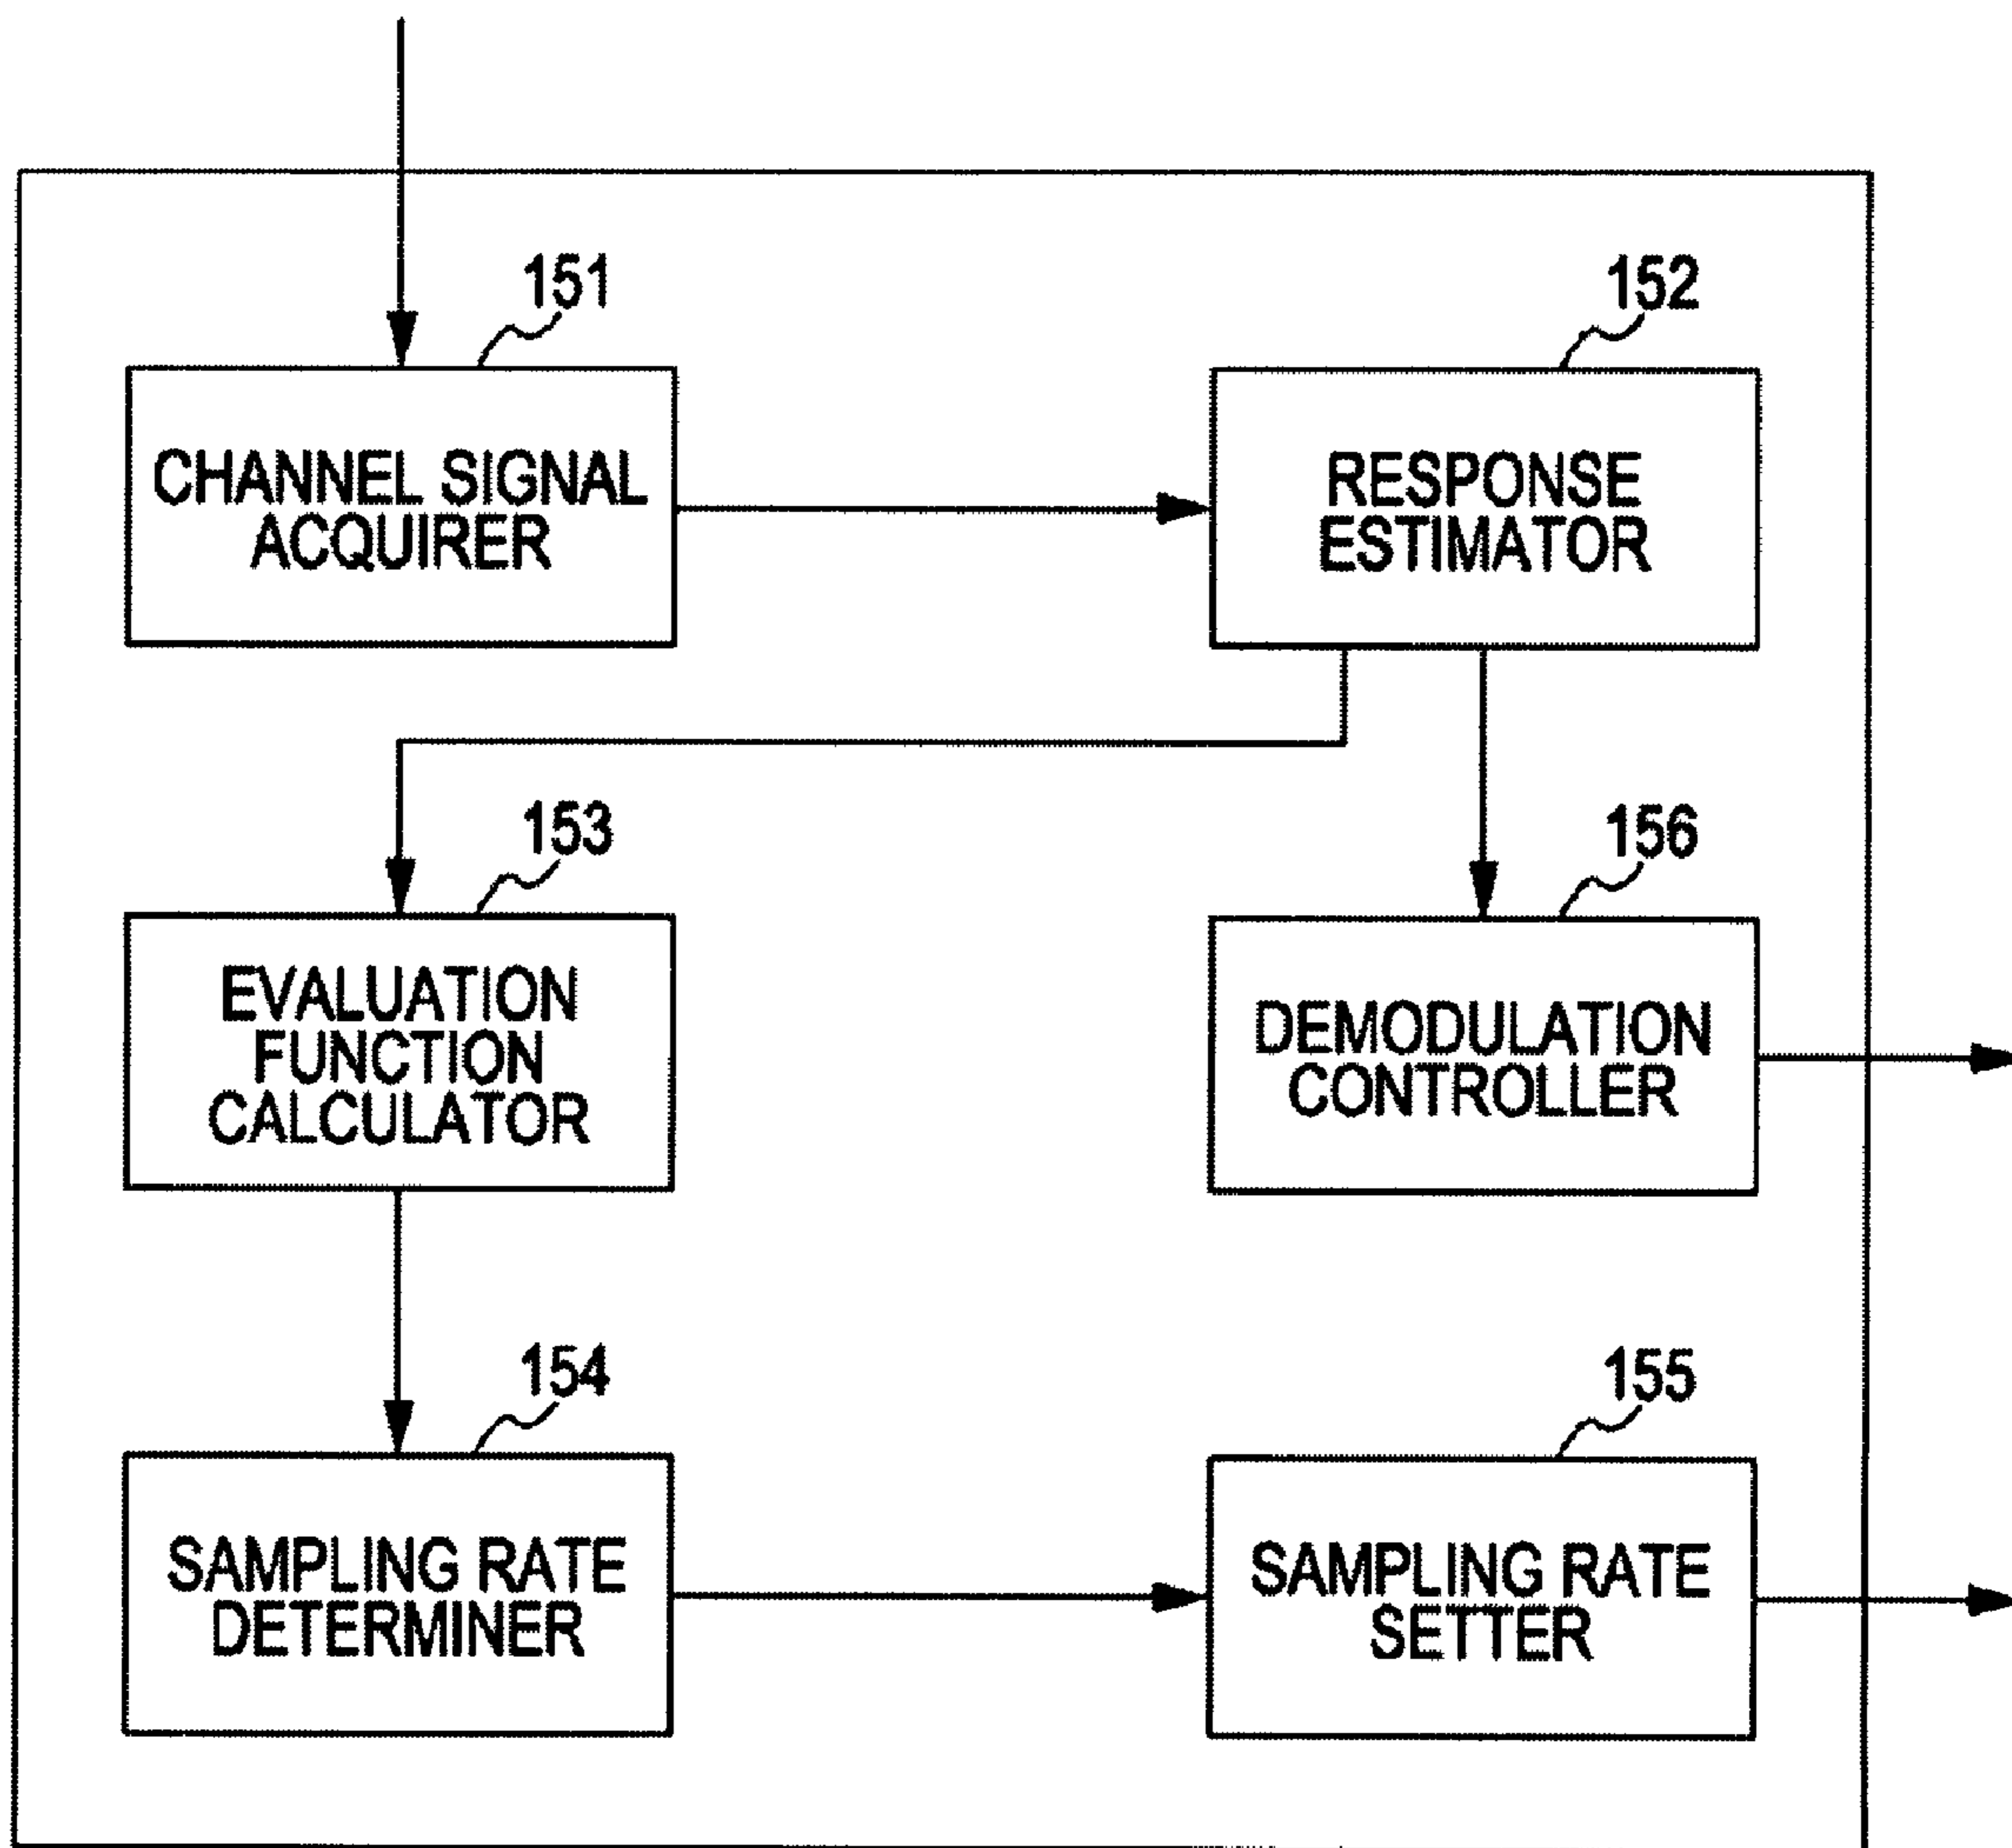 151
CHANNEL SIGNAL
ACQUIRER
152
RESPONSE
ESTIMATOR
153
EVALUATION
FUNCTION
CALCULATOR
156
DEMODULATION
CONTROLLER
154
SAMPLING RATE
DETERMINER
155
SAMPLING RATE
SETTER